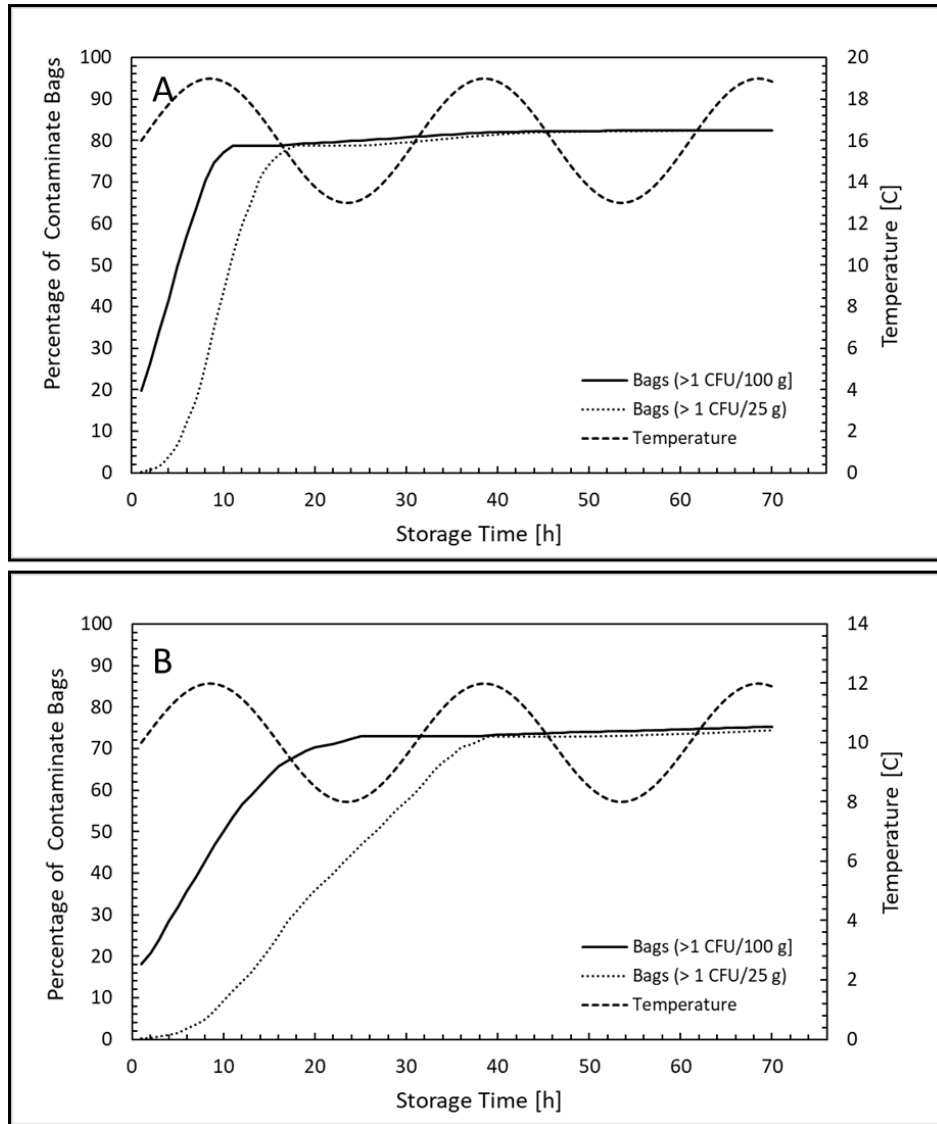 A
Percentage of Contaminate Bags
100
90
80
70
60
50
40
30
20
10
0
20
18
16
14
12
10
8
6
4
2
0
Temperature [C]
Bags (>1 CFU/100 g]
Bags (> 1 CFU/25 g)
Temperature
0 10 20 30 40 50 60 70
Storage Time [h]
B
Percentage of Contaminate Bags
100
90
80
70
60
50
40
30
20
10
0
14
12
10
8
6
4
2
0
Temperature [C]
Bags (>1 CFU/100 g]
Bags (> 1 CFU/25 g)
Temperature
0 10 20 30 40 50 60 70
Storage Time [h]